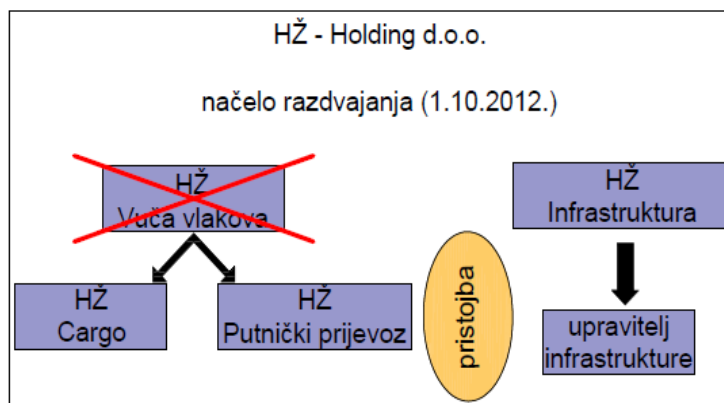 HŽ - Holding d.o.o.
načelo razdvajanja (1.10.2012.)
HŽ
Vuča vlakova
HŽ
Infrastruktura
HŽ
Cargo
HŽ
Putnički prijevoz
pristojba
upravitelj
infrastrukture